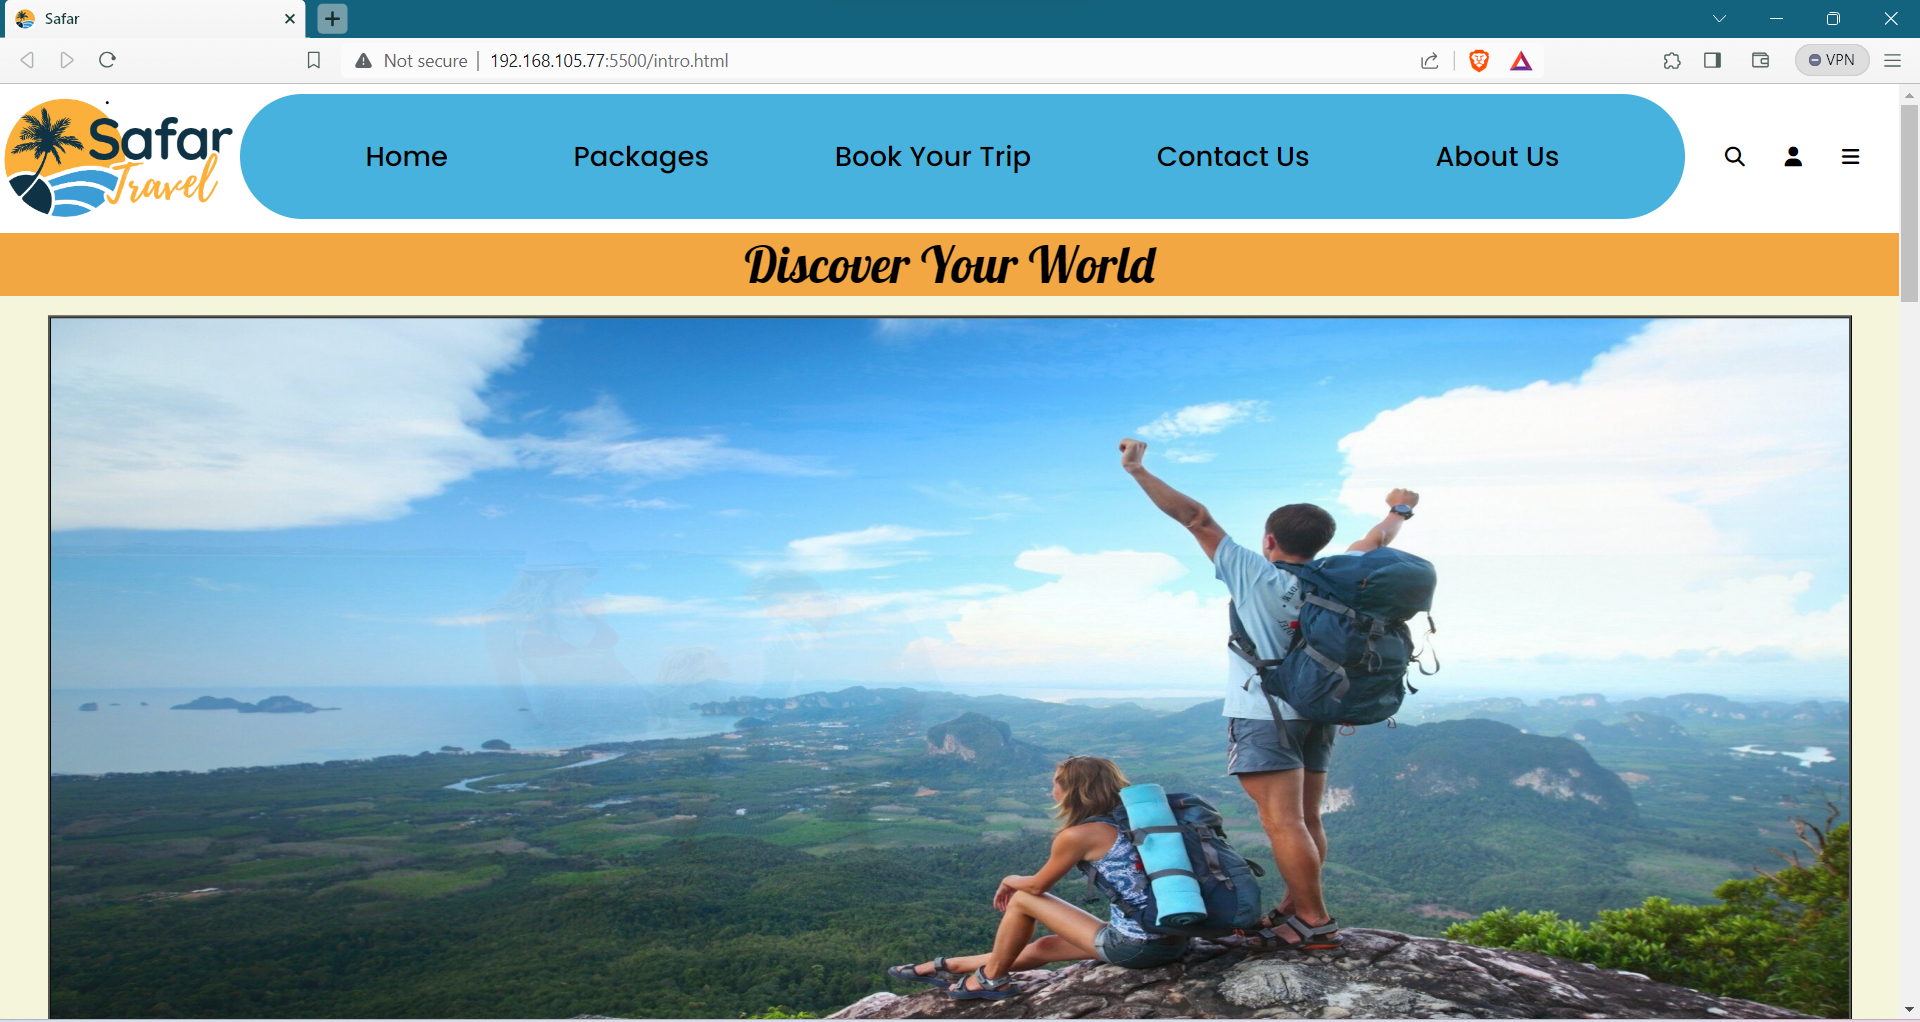 Safar
Not secure
192.168.105.77:5500/intro.html
VPN
Safar
Travel
Home
Packages
Book Your Trip
Contact Us
About Us
Discover Your World